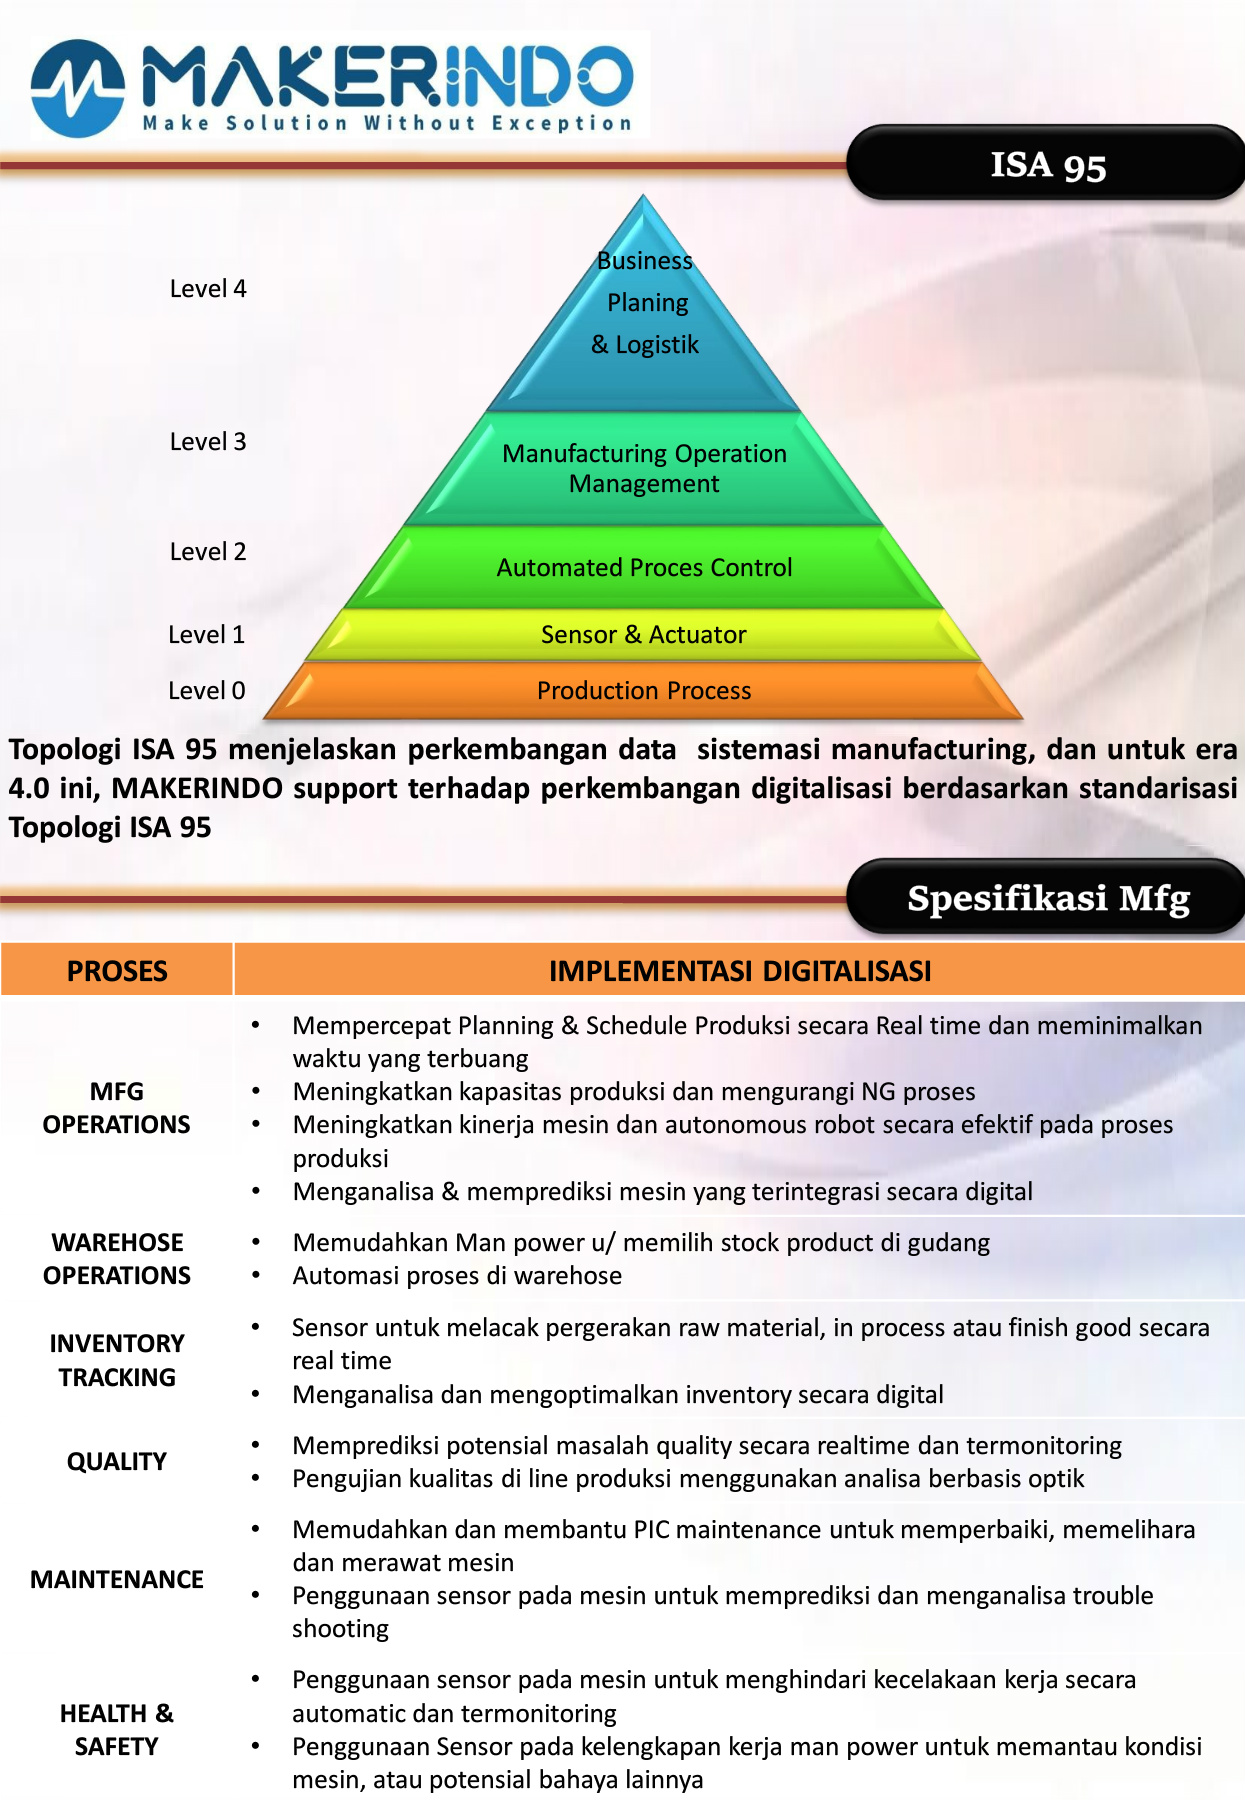 MAKERINDO
Make Solution Without Exception
ISA 95
Level 4
Business
Planing
& Logistik
Level 3
Manufacturing Operation
Management
Level 2
Automated Proces Control
Level 1
Sensor & Actuator
Level 0
Production Process
Topologi ISA 95 menjelaskan perkembangan data sistemasi manufacturing, dan untuk era
4.0 ini, MAKERINDO support terhadap perkembangan digitalisasi berdasarkan standarisasi
Topologi ISA 95
Spesifikasi Mfg
PROSES
IMPLEMENTASI DIGITALISASI
MFG
OPERATIONS
• Mempercepat Planning & Schedule Produksi secara Real time dan meminimalkan
waktu yang terbuang
• Meningkatkan kapasitas produksi dan mengurangi NG proses
• Meningkatkan kinerja mesin dan autonomous robot secara efektif pada proses
produksi
• Menganalisa & memprediksi mesin yang terintegrasi secara digital
WAREHOSE
OPERATIONS
• Memudahkan Man power u/ memilih stock product di gudang
• Automasi proses di warehose
INVENTORY
TRACKING
• Sensor untuk melacak pergerakan raw material, in process atau finish good secara
real time
• Menganalisa dan mengoptimalkan inventory secara digital
QUALITY
• Memprediksi potensial masalah quality secara realtime dan termonitoring
• Pengujian kualitas di line produksi menggunakan analisa berbasis optik
MAINTENANCE
• Memudahkan dan membantu PIC maintenance untuk memperbaiki, memelihara
dan merawat mesin
• Penggunaan sensor pada mesin untuk memprediksi dan menganalisa trouble
shooting
HEALTH &
SAFETY
• Penggunaan sensor pada mesin untuk menghindari kecelakaan kerja secara
automatic dan termonitoring
• Penggunaan Sensor pada kelengkapan kerja man power untuk memantau kondisi
mesin, atau potensial bahaya lainnya